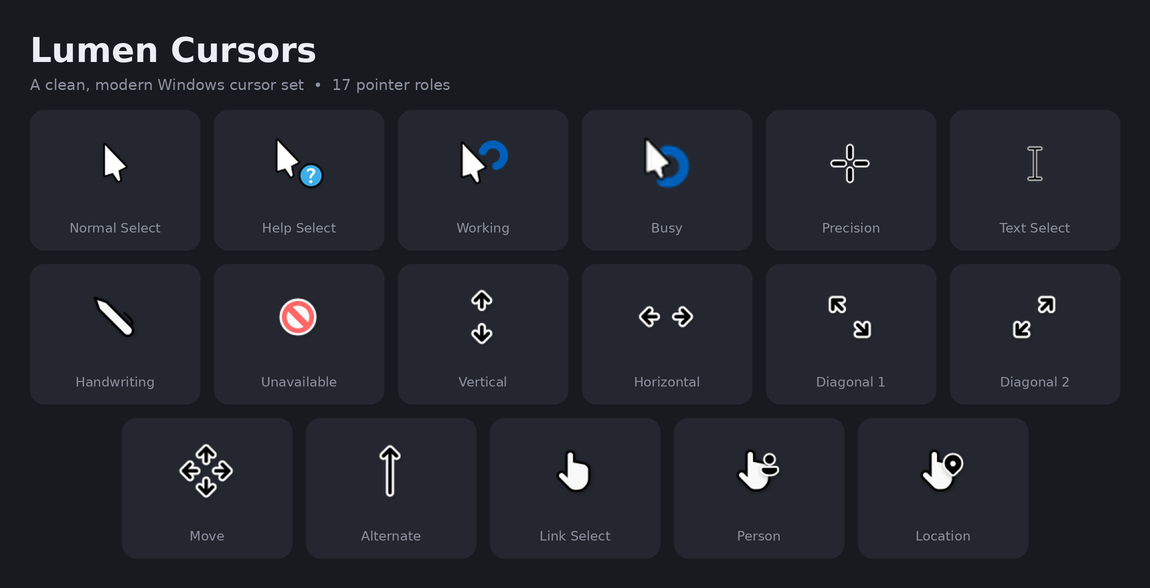 Lumen Cursors
A clean, modern Windows cursor set • 17 pointer roles
?
Normal Select
Help Select
Working
Busy
Precision
Text Select
Handwriting
Unavailable
Vertical
Horizontal
Diagonal 1
Diagonal 2
Move
Alternate
Link Select
Person
Location